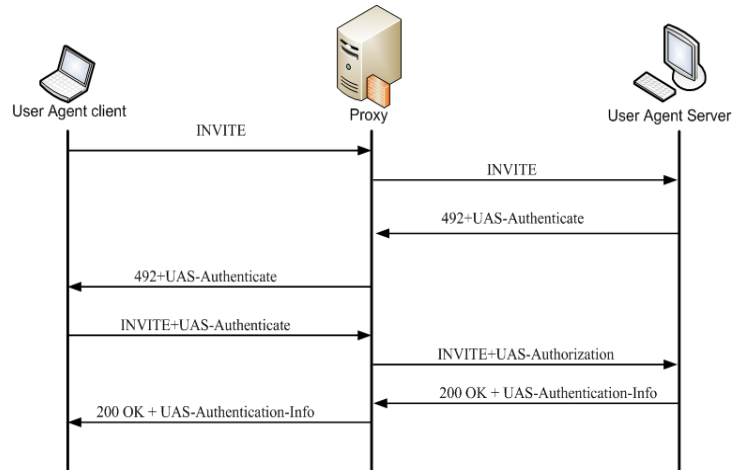 User Agent client
Proxy
User Agent Server
INVITE
INVITE
492+UAS-Authenticate
492+UAS-Authenticate
INVITE+UAS-Authenticate
INVITE+UAS-Authorization
200 OK + UAS-Authentication-Info
200 OK + UAS-Authentication-Info